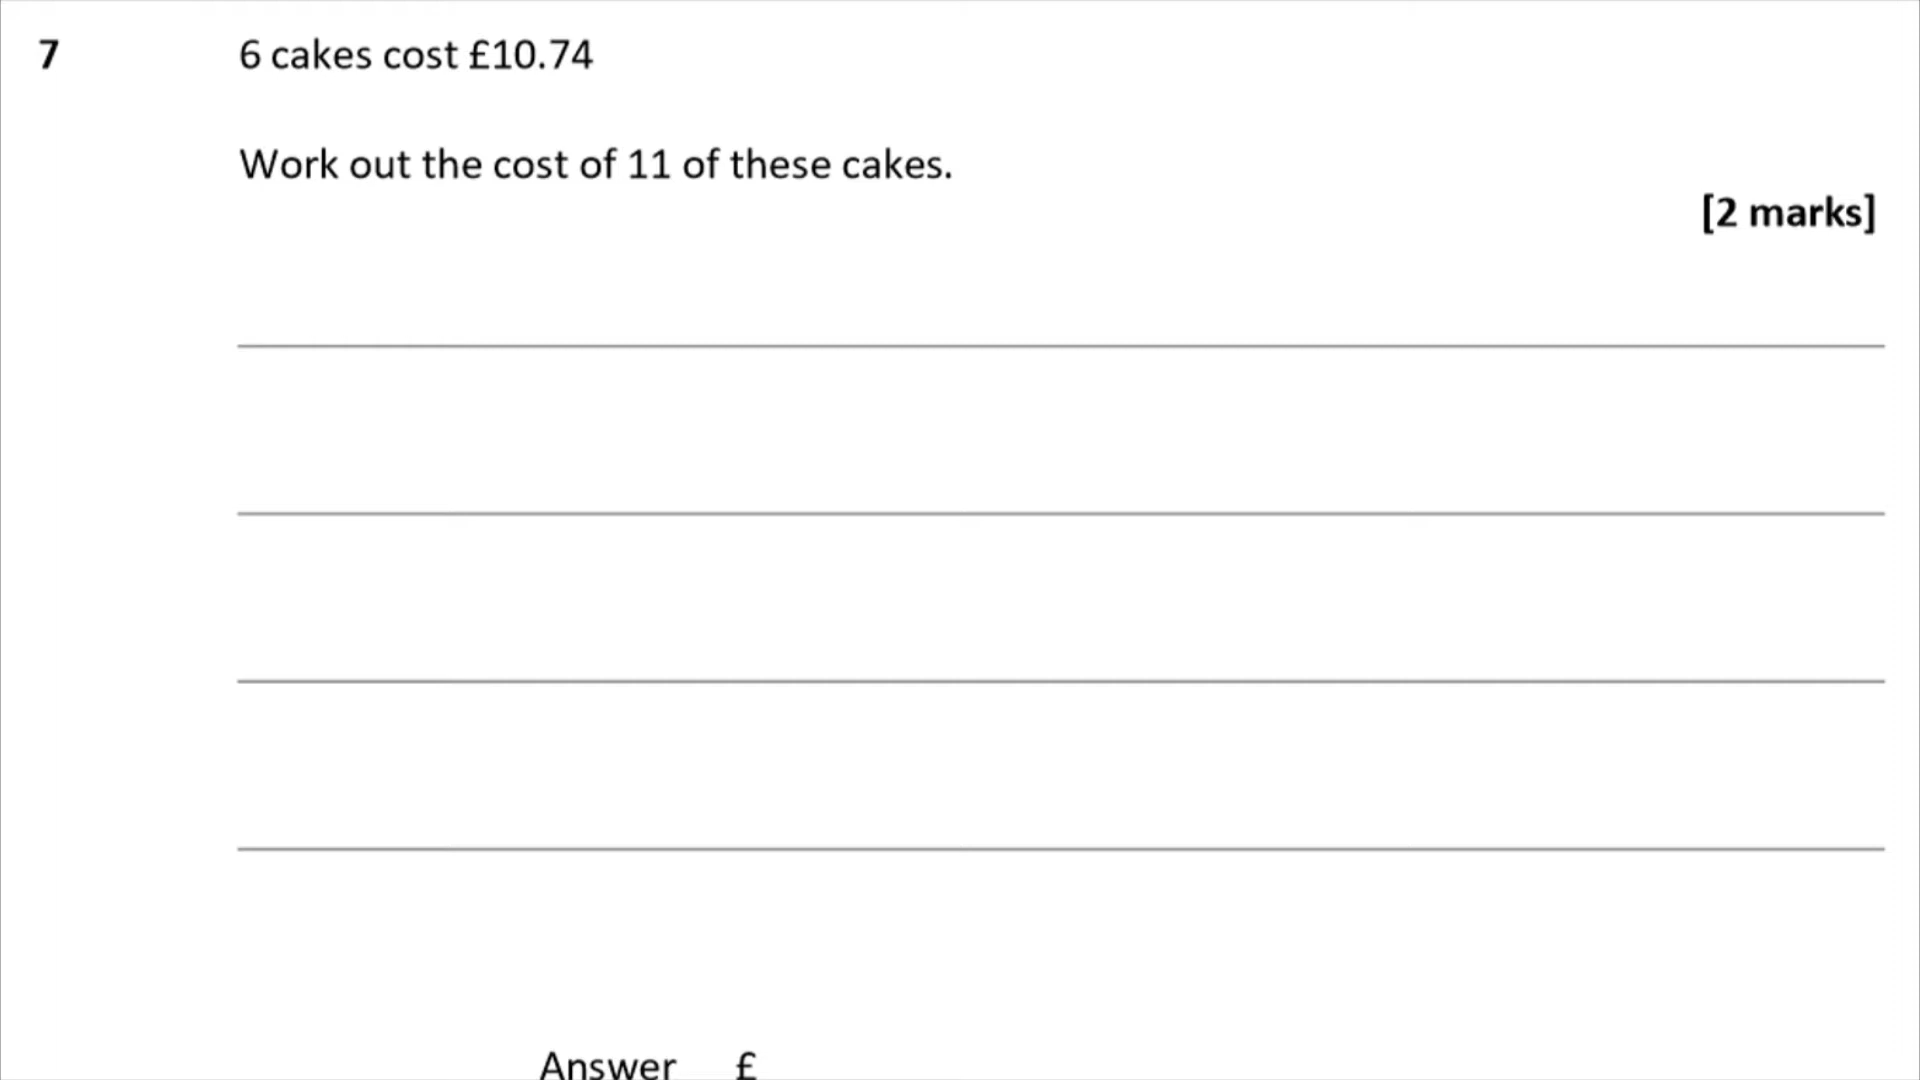 7 6 cakes cost £10.74
Work out the cost of 11 of these cakes.
[2 marks]
Answer £